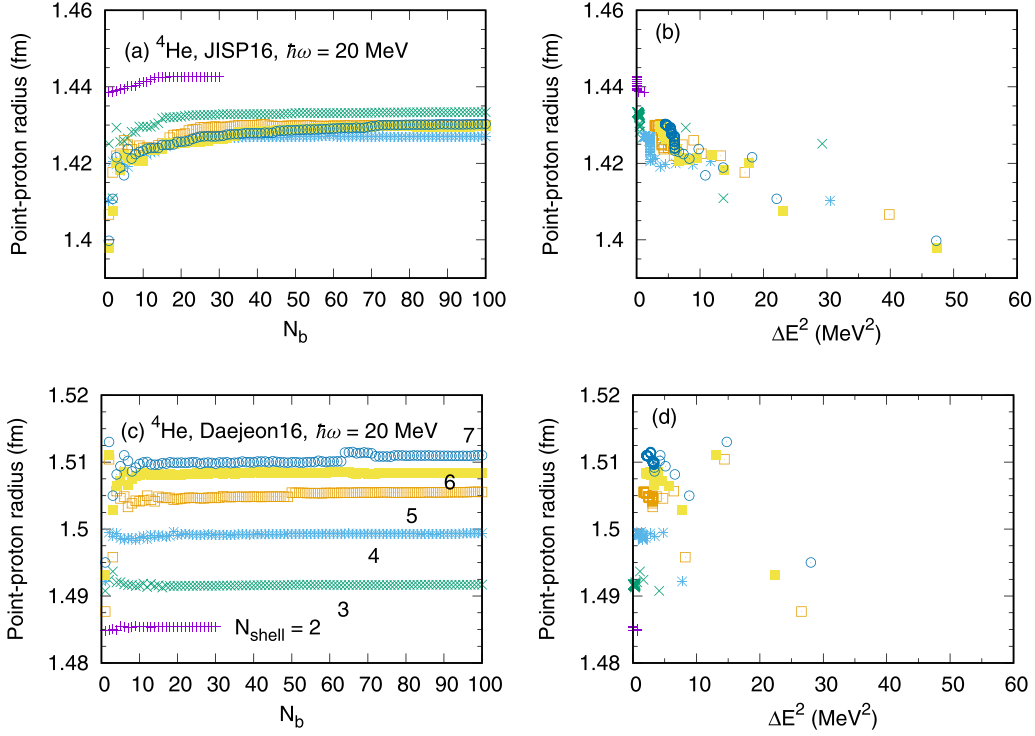 Point-proton radius (fm)
1.46
1.44
1.42
1.4
(a) ⁴He, JISP16, ℏω = 20 MeV
0 10 20 30 40 50 60 70 80 90 100
N_b
Point-proton radius (fm)
1.46
1.44
1.42
1.4
(b)
0 10 20 30 40 50 60
ΔE² (MeV²)
Point-proton radius (fm)
1.52
1.51
1.5
1.49
1.48
(c) ⁴He, Daejeon16, ℏω = 20 MeV
7
6
5
4
3
N_shell = 2
0 10 20 30 40 50 60 70 80 90 100
N_b
Point-proton radius (fm)
1.52
1.51
1.5
1.49
1.48
(d)
0 10 20 30 40 50 60
ΔE² (MeV²)